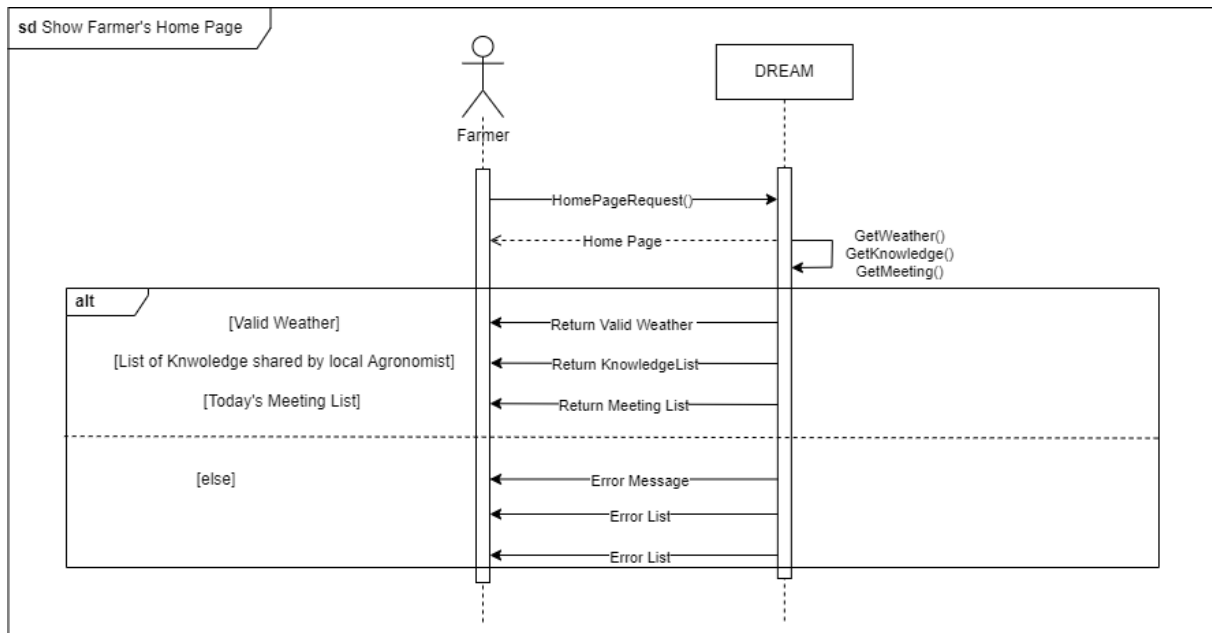 sd Show Farmer's Home Page
DREAM
Farmer
HomePageRequest()
Home Page
GetWeather()
GetKnowledge()
GetMeeting()
alt
[Valid Weather]
Return Valid Weather
[List of Knwoledge shared by local Agronomist]
Return KnowledgeList
[Today's Meeting List]
Return Meeting List
[else]
Error Message
Error List
Error List